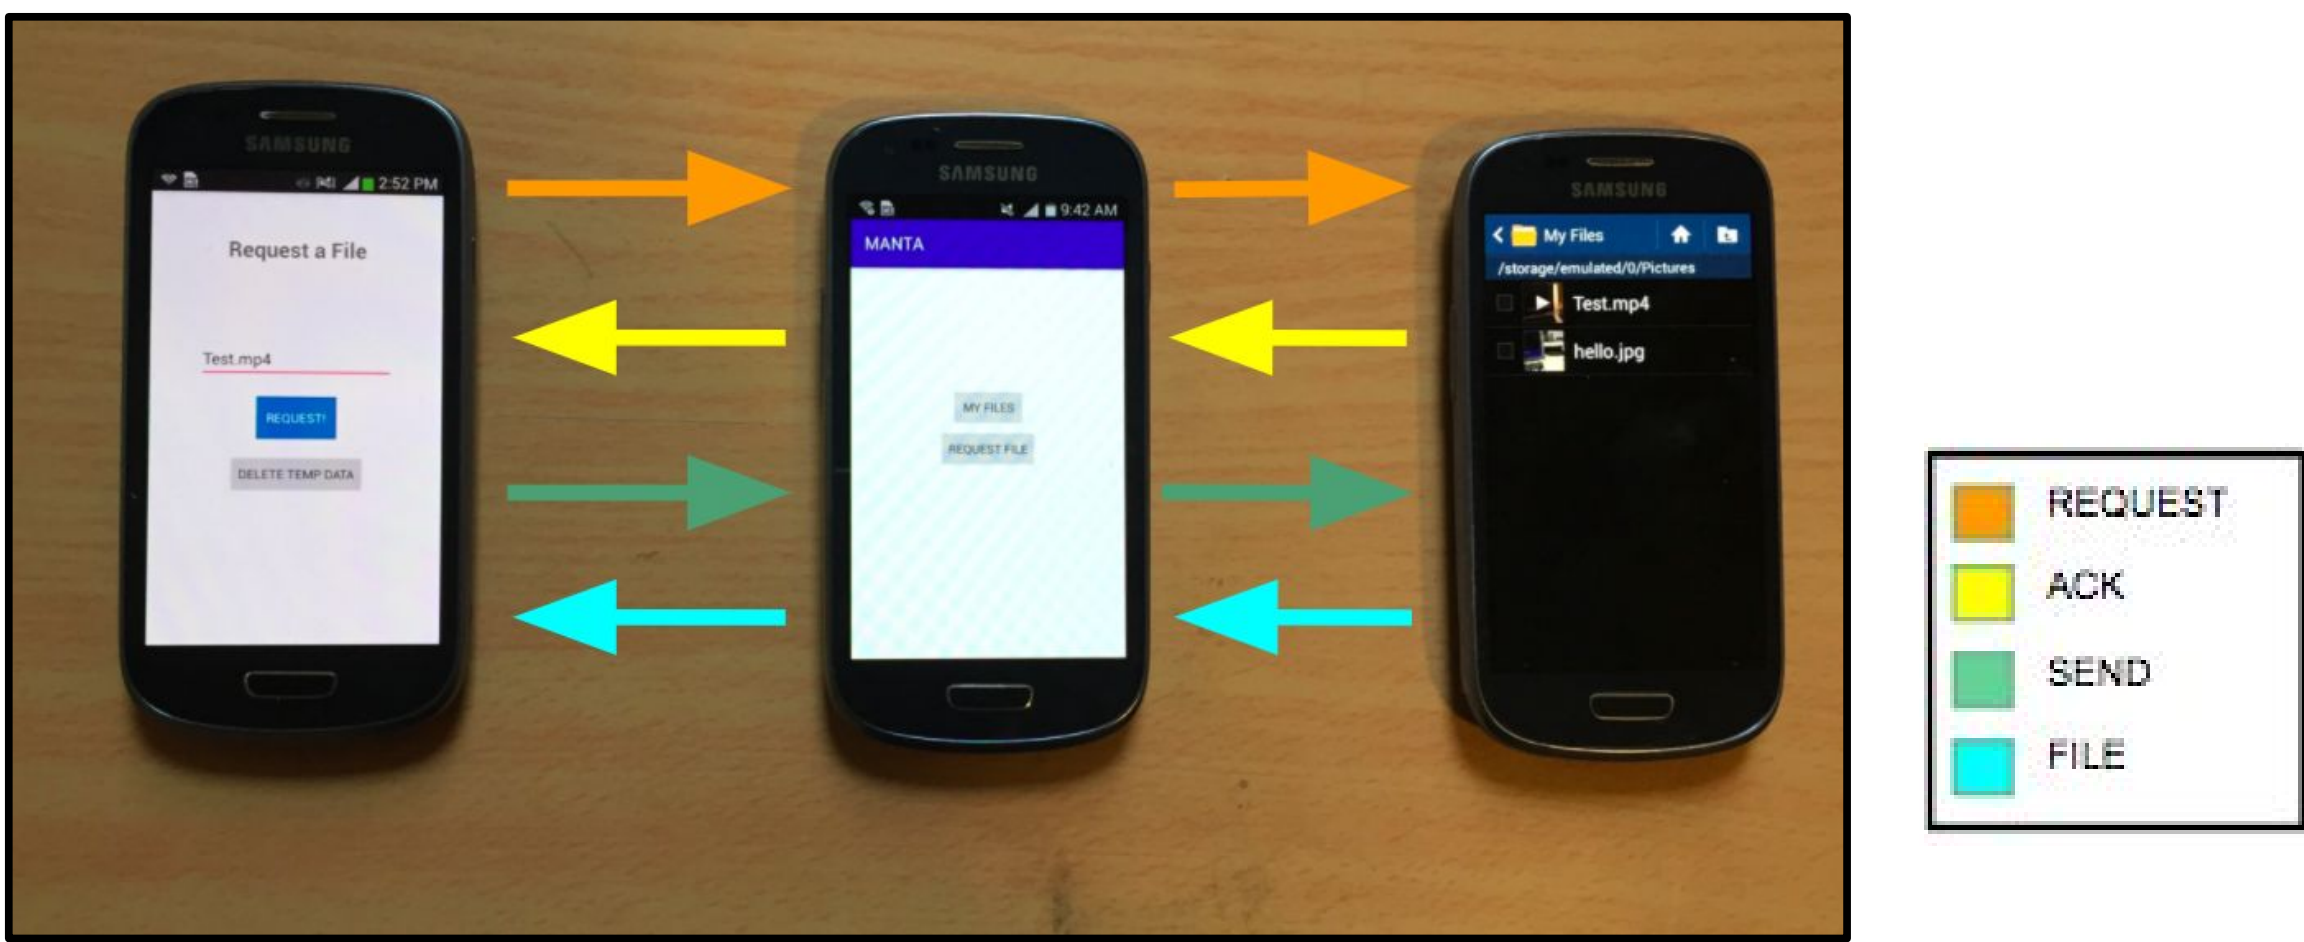 SAMSUNG
2:52 PM
Request a File
Test.mp4
REQUEST!
DELETE TEMP DATA
SAMSUNG
9:42 AM
MANTA
MY FILES
REQUEST FILE
SAMSUNG
My Files
/storage/emulated/0/Pictures
Test.mp4
hello.jpg
REQUEST
ACK
SEND
FILE